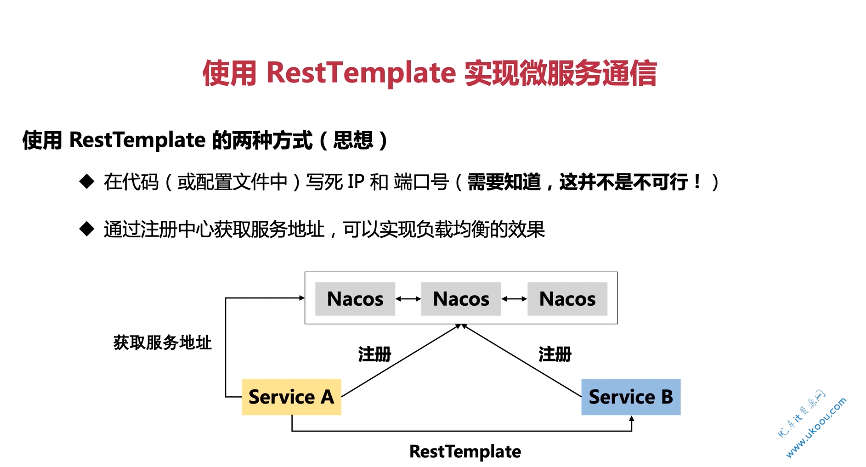 使用 RestTemplate 实现微服务通信
使用 RestTemplate 的两种方式（思想）
◆ 在代码（或配置文件中）写死 IP 和 端口号（需要知道，这并不是不可行！）
◆ 通过注册中心获取服务地址，可以实现负载均衡的效果
Nacos Nacos Nacos
获取服务地址
注册 注册
Service A Service B
RestTemplate
www.ukoou.com